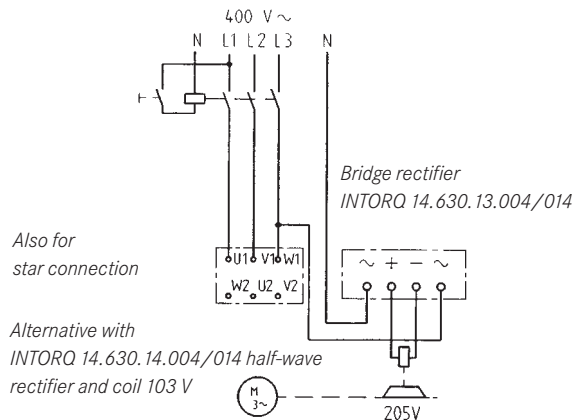 400 V ~
N L1 L2 L3 N
Bridge rectifier
INTORQ 14.630.13.004/014
Also for
star connection
U1 V1 W1
W2 U2 V2
~ + − ~
Alternative with
INTORQ 14.630.14.004/014 half-wave
rectifier and coil 103 V
M
3~
205V